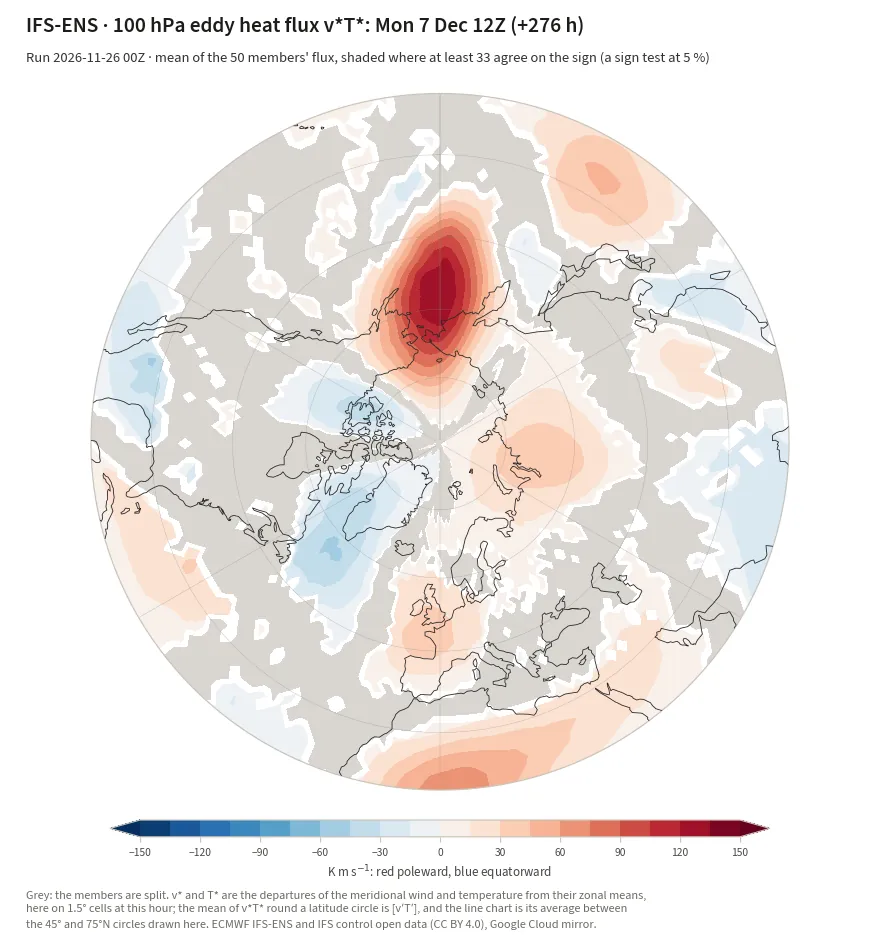 IFS-ENS · 100 hPa eddy heat flux v*T*: Mon 7 Dec 12Z (+276 h)
Run 2026-11-26 00Z · mean of the 50 members' flux, shaded where at least 33 agree on the sign (a sign test at 5 %)
−150 −120 −90 −60 −30 0 30 60 90 120 150
K m s⁻¹: red poleward, blue equatorward
Grey: the members are split. v* and T* are the departures of the meridional wind and temperature from their zonal means,
here on 1.5° cells at this hour; the mean of v*T* round a latitude circle is [v'T'], and the line chart is its average between
the 45° and 75°N circles drawn here. ECMWF IFS-ENS and IFS control open data (CC BY 4.0), Google Cloud mirror.